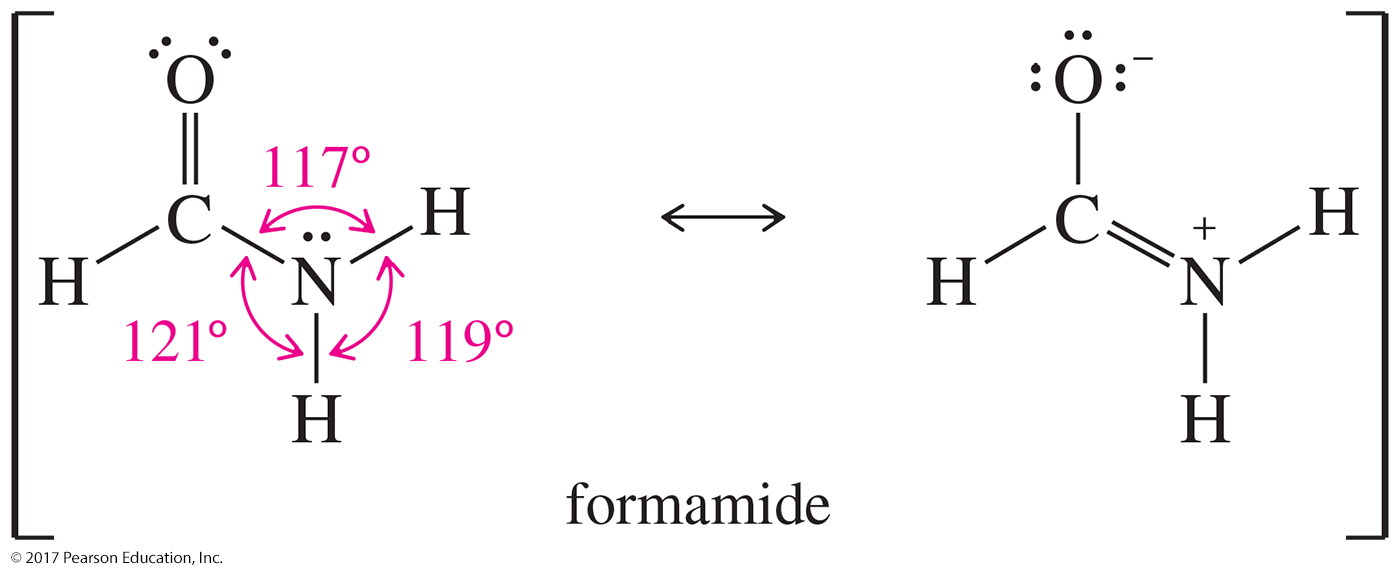 O O −
117°
C H C + H
H N H N
121° 119°
H H
formamide
© 2017 Pearson Education, Inc.